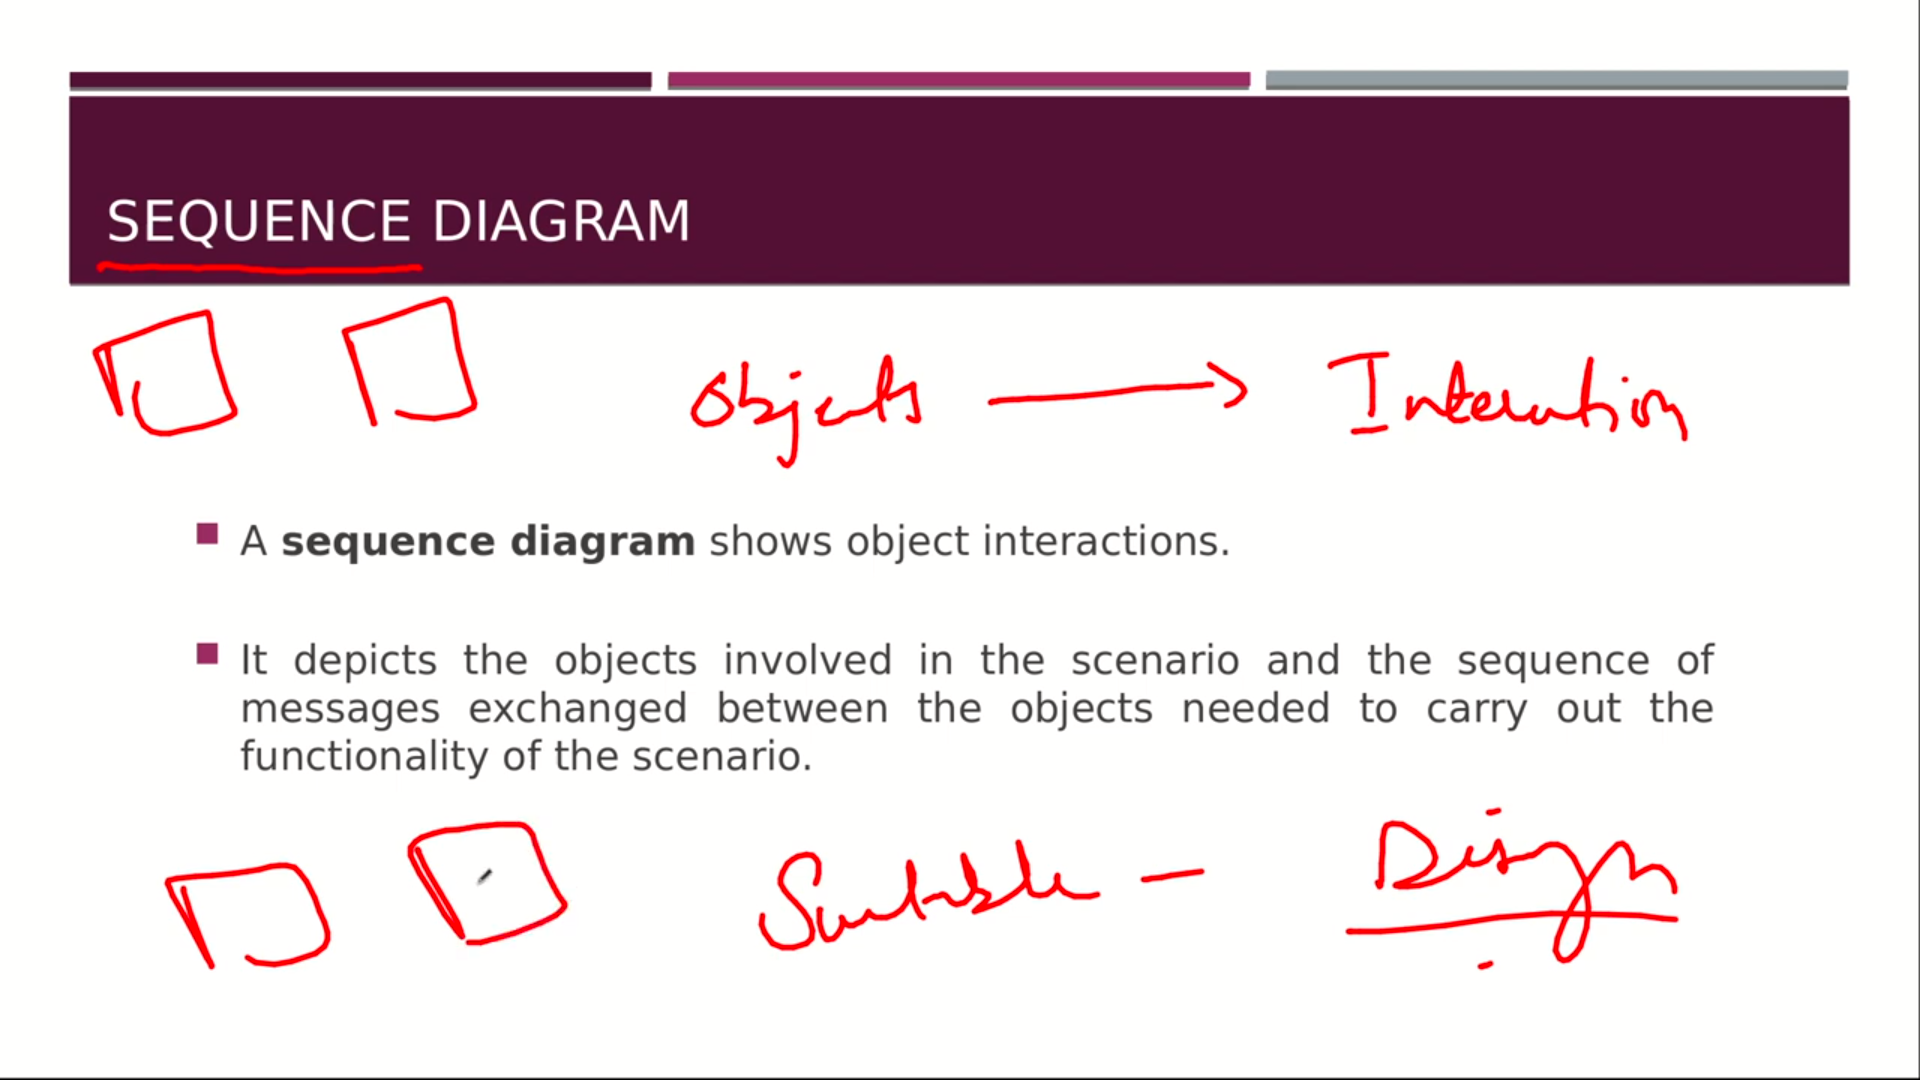 SEQUENCE DIAGRAM
Objects → Interaction
A sequence diagram shows object interactions.
It depicts the objects involved in the scenario and the sequence of
messages exchanged between the objects needed to carry out the
functionality of the scenario.
Suitable - Design